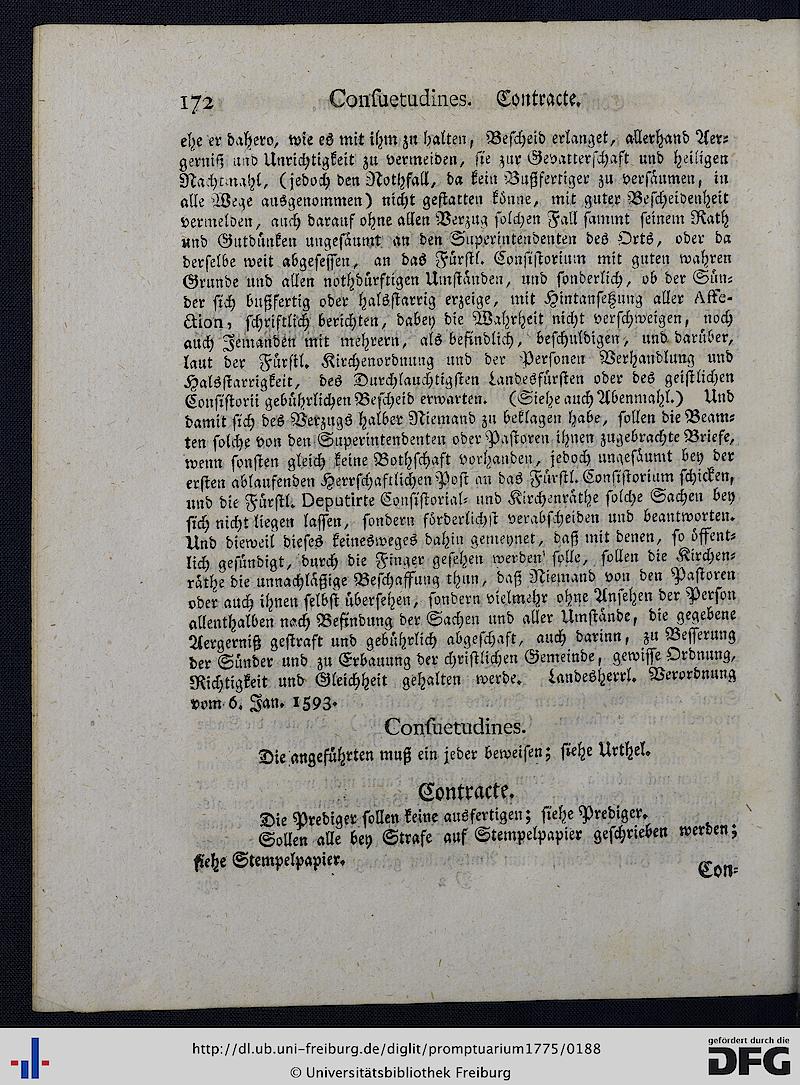 172 Conſuetudines. Contracte.
ehe er dahero, wie es mit ihm zu halten, Beſcheid erlanget, allerhand Aer⸗
gerniß und Unrichtigkeit zu vermeiden, ſie zur Gevatterſchaft und heiligen
Nachtmahl, (jedoch den Nothfall, da kein Bußfertiger zu verſäumen, in
alle Wege ausgenommen) nicht geſtatten könne, mit guter Beſcheidenheit
vermelden, auch darauf ohne allen Verzug ſolchen Fall ſammt ſeinem Rath
und Gutdünken ungeſäumt an den Superintendenten des Orts, oder da
derſelbe weit abgeſeſſen, an das Fürſtl. Conſiſtorium mit guten wahren
Grunde und allen nothdürftigen Umſtänden, und ſonderlich, ob der Sün⸗
der ſich bußfertig oder halsſtarrig erzeige, mit Hintanſetzung aller Affe-
ction, ſchriftlich berichten, dabey die Wahrheit nicht verſchweigen, noch
auch Jemanden mit mehrern, als befindlich, beſchuldigen, und darüber,
laut der Fürſtl. Kirchenordnung und der Perſonen Verhandlung und
Halsſtarrigkeit, des Durchlauchtigſten Landesfürſten oder des geiſtlichen
Conſiſtorii gebührlichen Beſcheid erwarten. (Siehe auch Abenmahl.) Und
damit ſich des Verzugs halber Niemand zu beklagen habe, ſollen die Beam⸗
ten ſolche von den Superintendenten oder Paſtoren ihnen zugebrachte Briefe,
wenn ſonſten gleich keine Bothſchaft vorhanden, jedoch ungeſäumt bey der
erſten ablaufenden Herrſchaftlichen Poſt an das Fürſtl. Conſiſtorium ſchicken,
und die Fürſtl. Deputirte Conſiſtorial⸗ und Kirchenräthe ſolche Sachen bey
ſich nicht liegen laſſen, ſondern förderlichſt verabſcheiden und beantworten.
Und dieweil dieſes keinesweges dahin gemeynet, daß mit denen, ſo öffent⸗
lich geſündigt, durch die Finger geſehen werden ſolle, ſollen die Kirchen⸗
räthe die unnachläßige Beſchaffung thun, daß Niemand von den Paſtoren
oder auch ihnen ſelbſt überſehen, ſondern vielmehr ohne Anſehen der Perſon
allenthalben nach Befindung der Sachen und aller Umſtände, die gegebene
Aergerniß geſtraft und gebührlich abgeſchaft, auch darinn, zu Beſſerung
der Sünder und zu Erbauung der chriſtlichen Gemeinde, gewiſſe Ordnung,
Richtigkeit und Gleichheit gehalten werde. Landesherrl. Verordnung
vom 6. Jan. 1593.
Conſuetudines.
Die angeführten muß ein jeder beweiſen; ſiehe Urthel.
Contracte.
Die Prediger ſollen keine ausfertigen; ſiehe Prediger.
Sollen alle bey Strafe auf Stempelpapier geſchrieben werden;
ſiehe Stempelpapier.
Con⸗
http://dl.ub.uni-freiburg.de/diglit/promptuarium1775/0188
© Universitätsbibliothek Freiburg
gefördert durch die
DFG